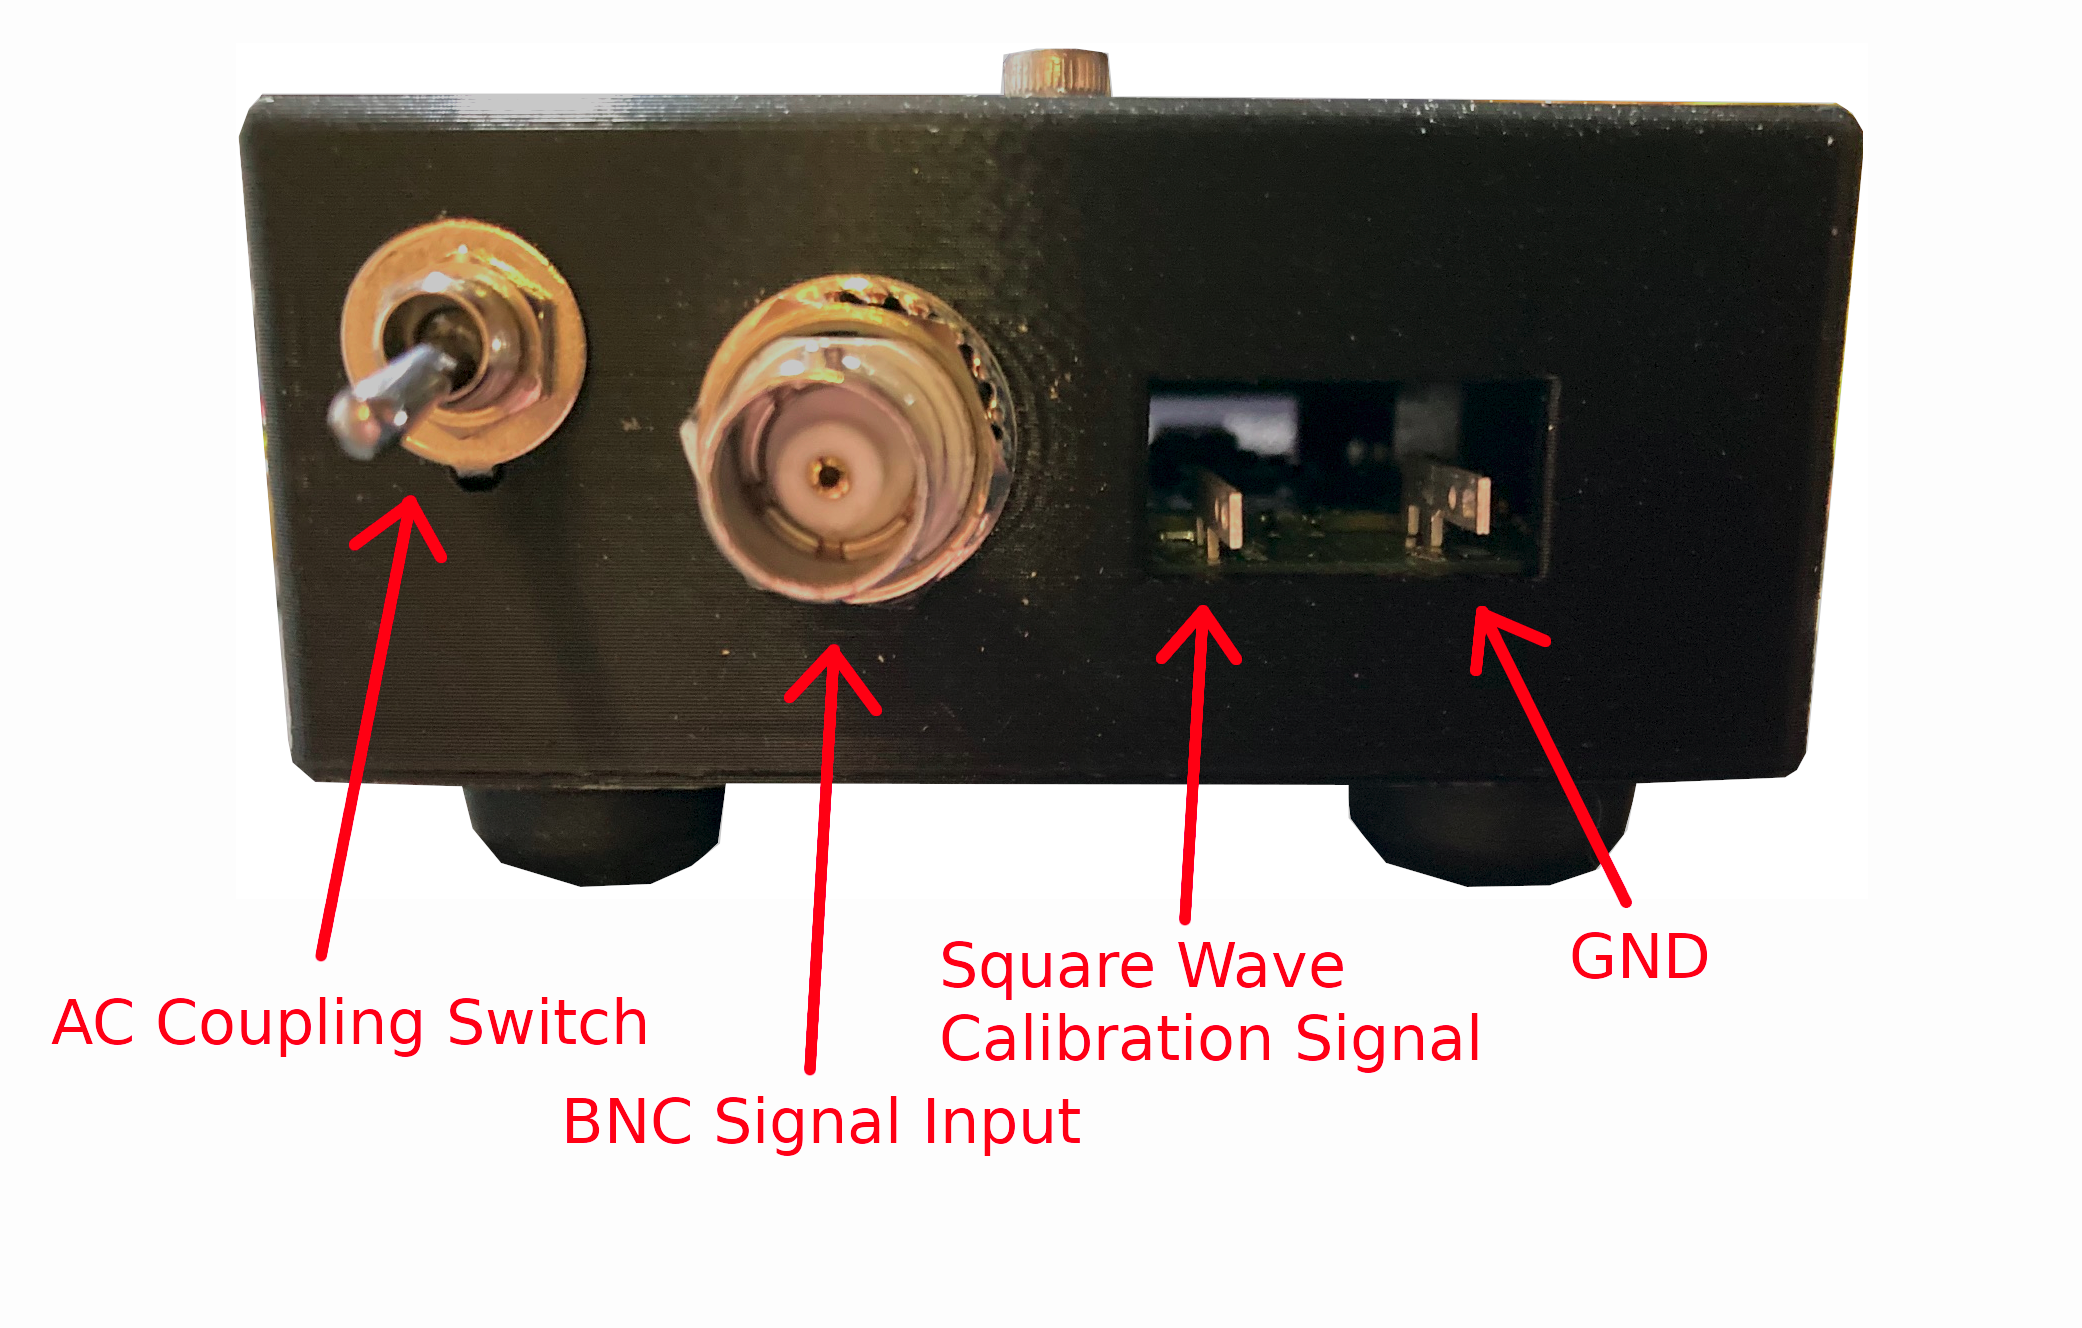 AC Coupling Switch
BNC Signal Input
Square Wave
Calibration Signal
GND